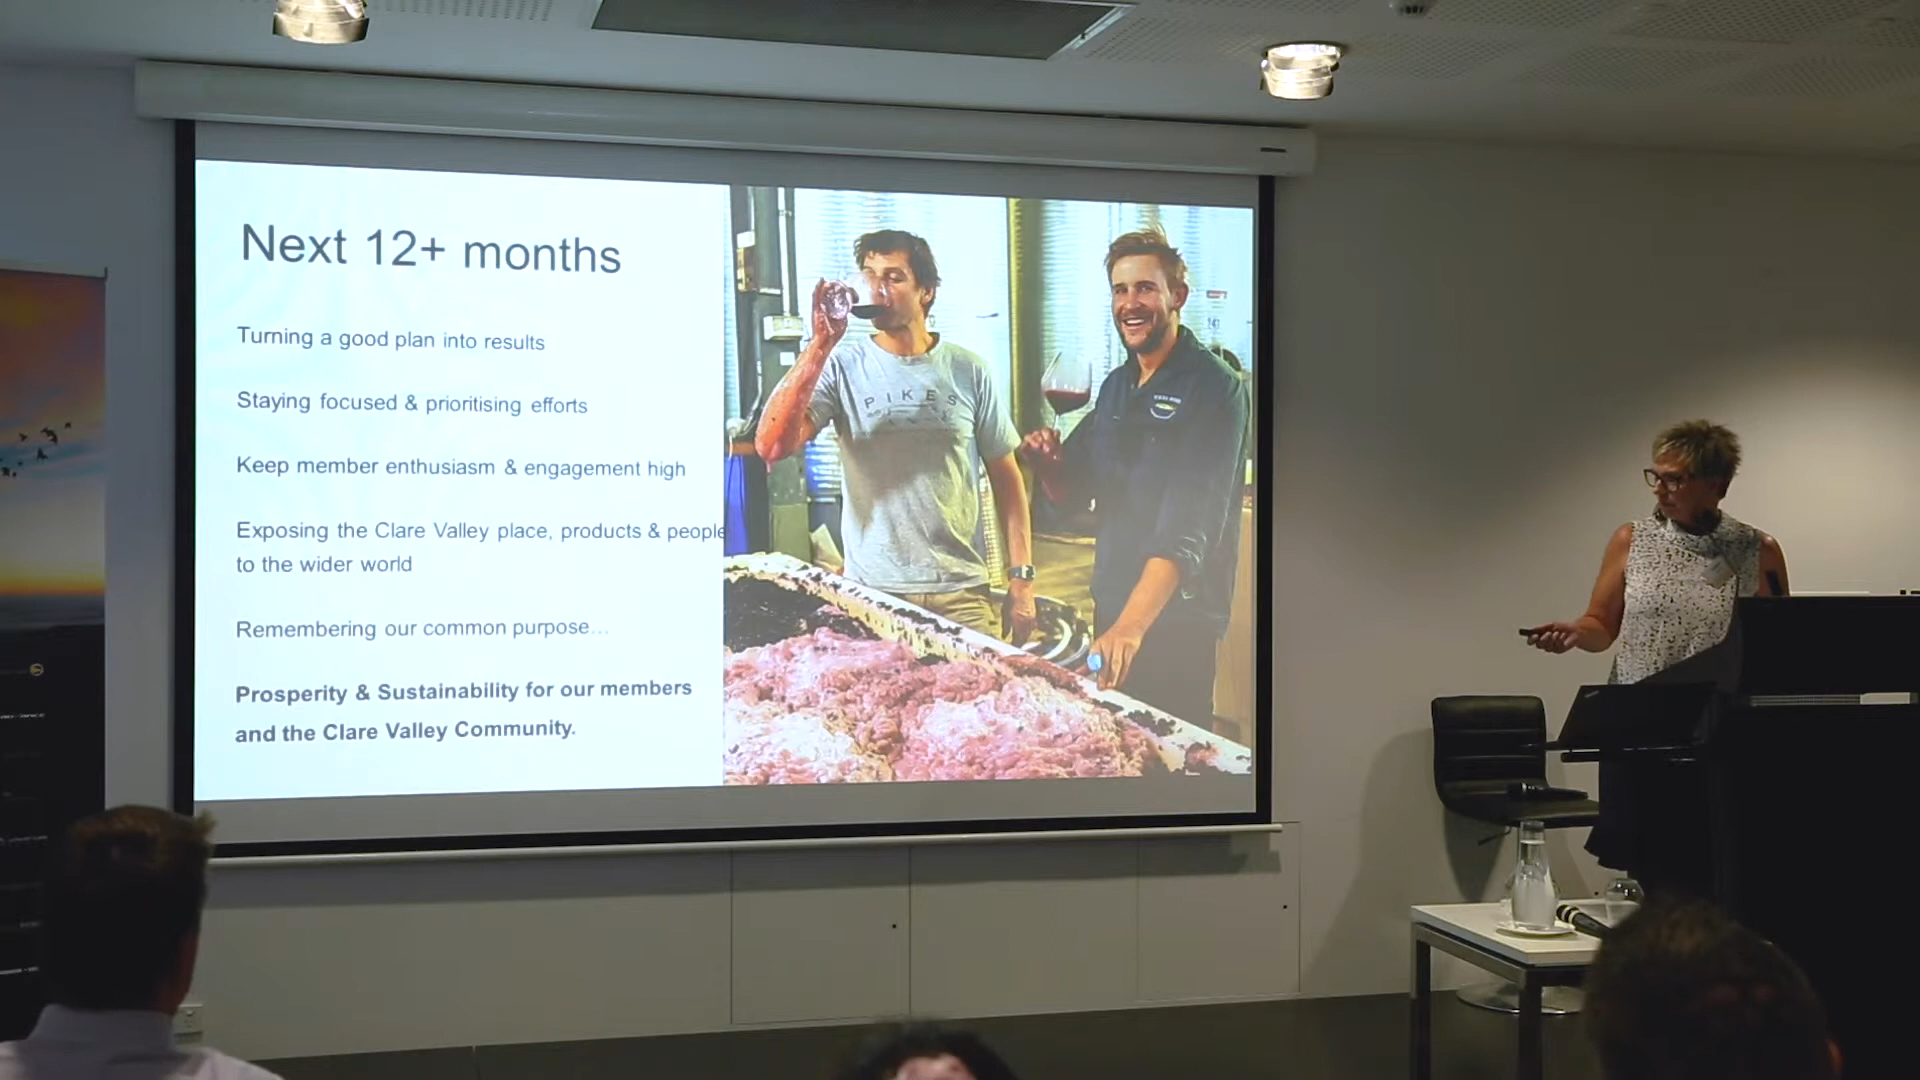 Next 12+ months
Turning a good plan into results
Staying focused & prioritising efforts
Keep member enthusiasm & engagement high
Exposing the Clare Valley place, products & people
to the wider world
Remembering our common purpose...
Prosperity & Sustainability for our members
and the Clare Valley Community.
PIKES